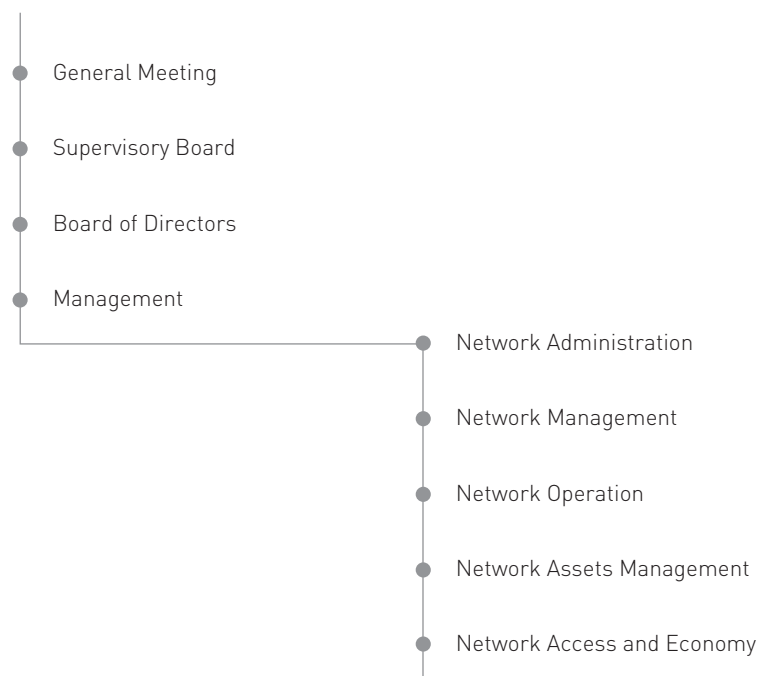 General Meeting
Supervisory Board
Board of Directors
Management
Network Administration
Network Management
Network Operation
Network Assets Management
Network Access and Economy